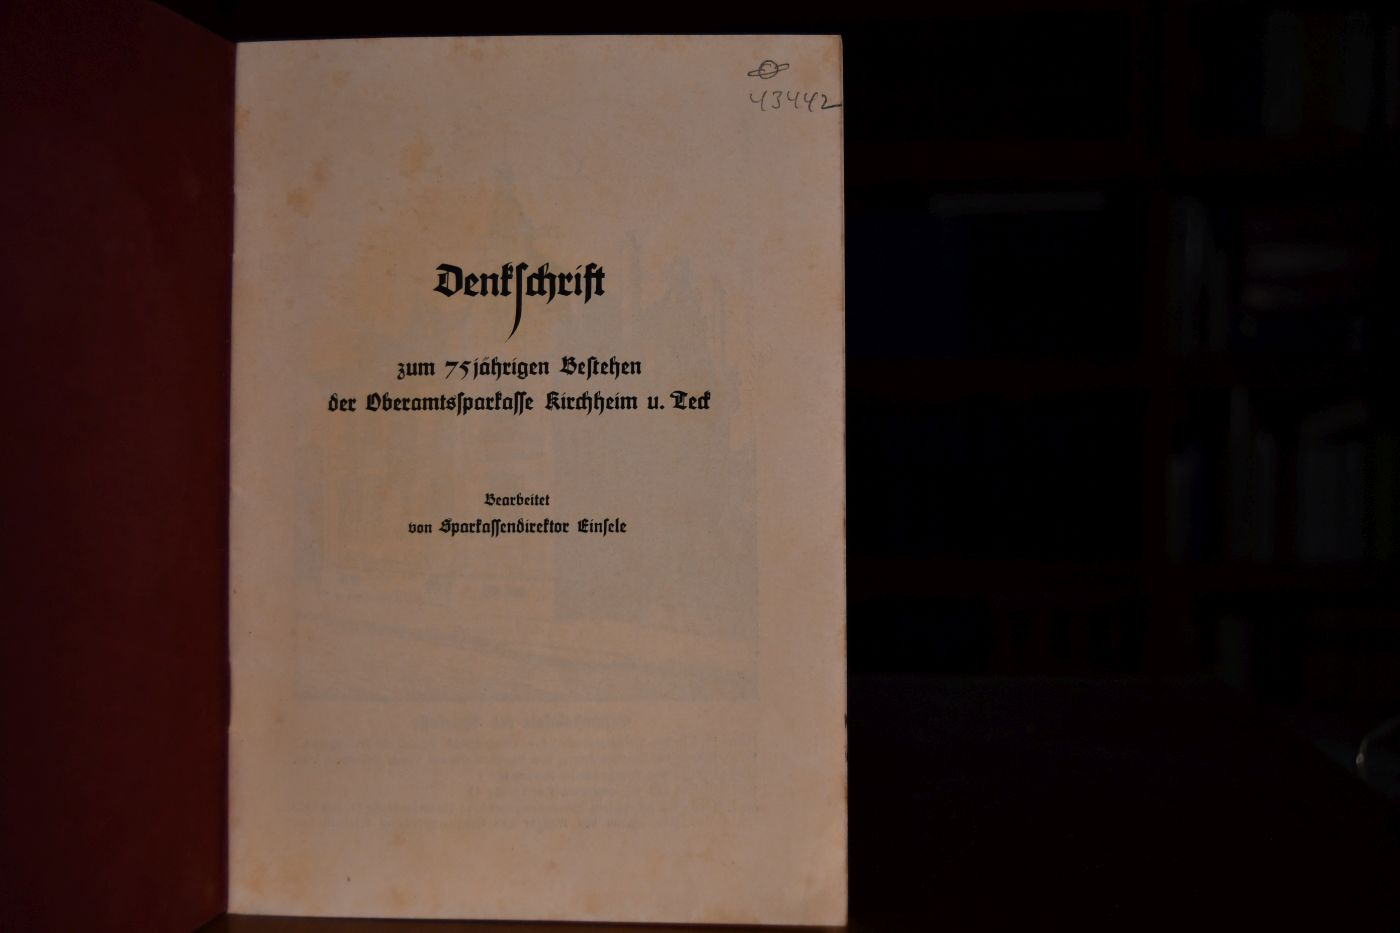 43442
Denkschrift
zum 75jährigen Bestehen
der Oberamtssparkasse Kirchheim u. Teck
Bearbeitet
von Sparkassendirektor Einsele